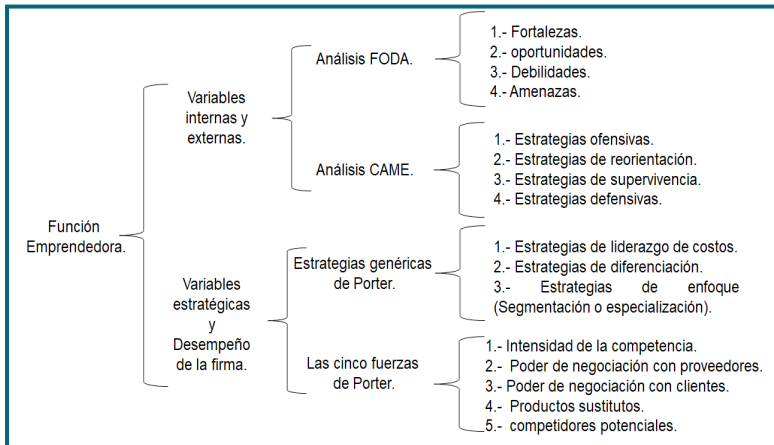 Función
Emprendedora.
Variables
internas y
externas.
Análisis FODA.
1.- Fortalezas.
2.- oportunidades.
3.- Debilidades.
4.- Amenazas.
Análisis CAME.
1.- Estrategias ofensivas.
2.- Estrategias de reorientación.
3.- Estrategias de supervivencia.
4.- Estrategias defensivas.
Variables
estratégicas
y
Desempeño
de la firma.
Estrategias genéricas
de Porter.
1.- Estrategias de liderazgo de costos.
2.- Estrategias de diferenciación.
3.- Estrategias de enfoque
(Segmentación o especialización).
Las cinco fuerzas
de Porter.
1.- Intensidad de la competencia.
2.- Poder de negociación con proveedores.
3.- Poder de negociación con clientes.
4.- Productos sustitutos.
5.- competidores potenciales.